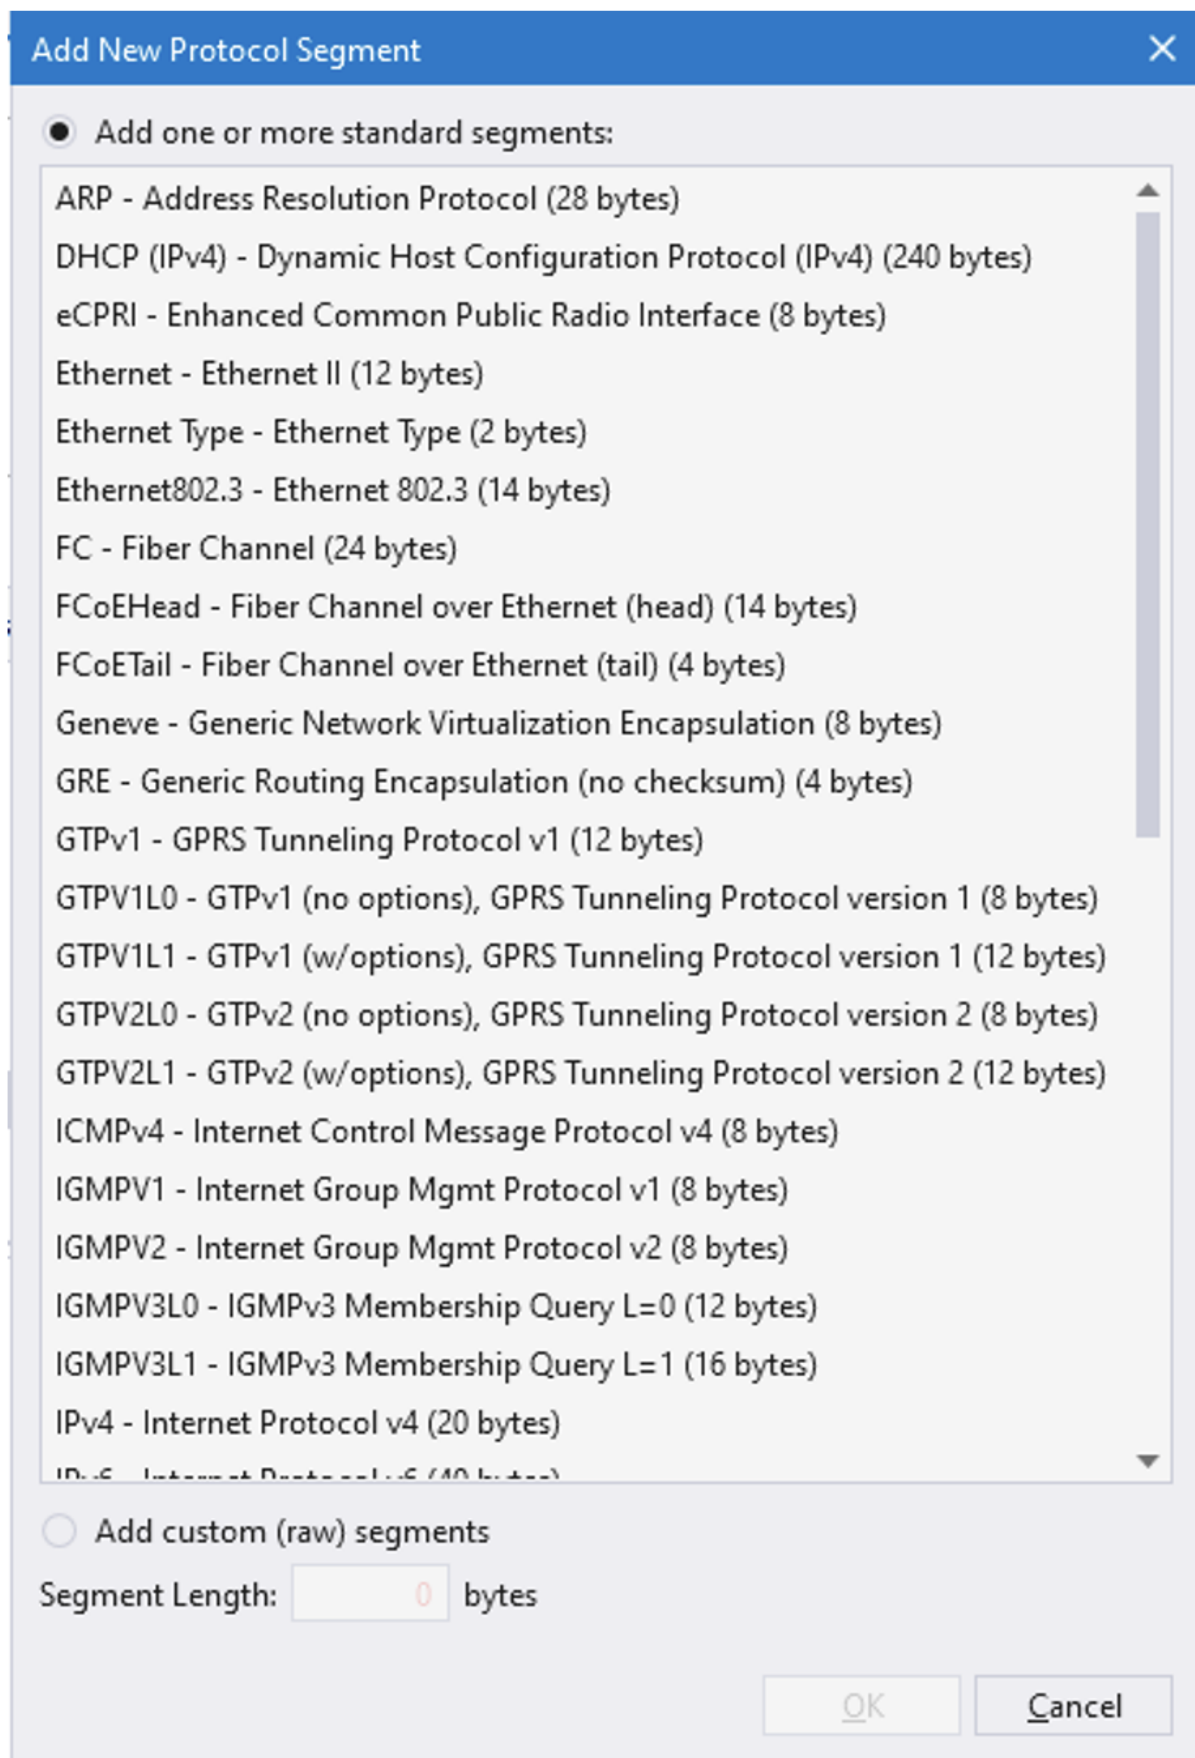 Add New Protocol Segment
Add one or more standard segments:
ARP - Address Resolution Protocol (28 bytes)
DHCP (IPv4) - Dynamic Host Configuration Protocol (IPv4) (240 bytes)
eCPRI - Enhanced Common Public Radio Interface (8 bytes)
Ethernet - Ethernet II (12 bytes)
Ethernet Type - Ethernet Type (2 bytes)
Ethernet802.3 - Ethernet 802.3 (14 bytes)
FC - Fiber Channel (24 bytes)
FCoEHead - Fiber Channel over Ethernet (head) (14 bytes)
FCoETail - Fiber Channel over Ethernet (tail) (4 bytes)
Geneve - Generic Network Virtualization Encapsulation (8 bytes)
GRE - Generic Routing Encapsulation (no checksum) (4 bytes)
GTPv1 - GPRS Tunneling Protocol v1 (12 bytes)
GTPV1L0 - GTPv1 (no options), GPRS Tunneling Protocol version 1 (8 bytes)
GTPV1L1 - GTPv1 (w/options), GPRS Tunneling Protocol version 1 (12 bytes)
GTPV2L0 - GTPv2 (no options), GPRS Tunneling Protocol version 2 (8 bytes)
GTPV2L1 - GTPv2 (w/options), GPRS Tunneling Protocol version 2 (12 bytes)
ICMPv4 - Internet Control Message Protocol v4 (8 bytes)
IGMPV1 - Internet Group Mgmt Protocol v1 (8 bytes)
IGMPV2 - Internet Group Mgmt Protocol v2 (8 bytes)
IGMPV3L0 - IGMPv3 Membership Query L=0 (12 bytes)
IGMPV3L1 - IGMPv3 Membership Query L=1 (16 bytes)
IPv4 - Internet Protocol v4 (20 bytes)
IPv6 - Internet Protocol v6 (40 bytes)
Add custom (raw) segments
Segment Length: 0 bytes
OK Cancel